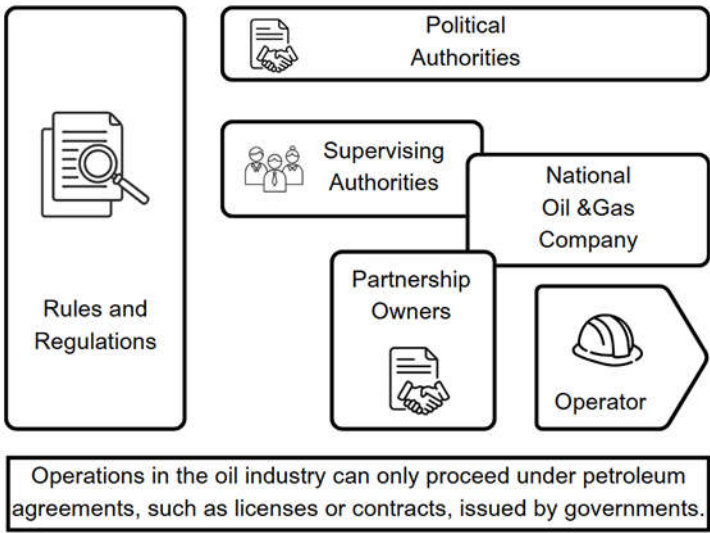 Rules and
Regulations
Political
Authorities
Supervising
Authorities
National
Oil &Gas
Company
Partnership
Owners
Operator
Operations in the oil industry can only proceed under petroleum
agreements, such as licenses or contracts, issued by governments.